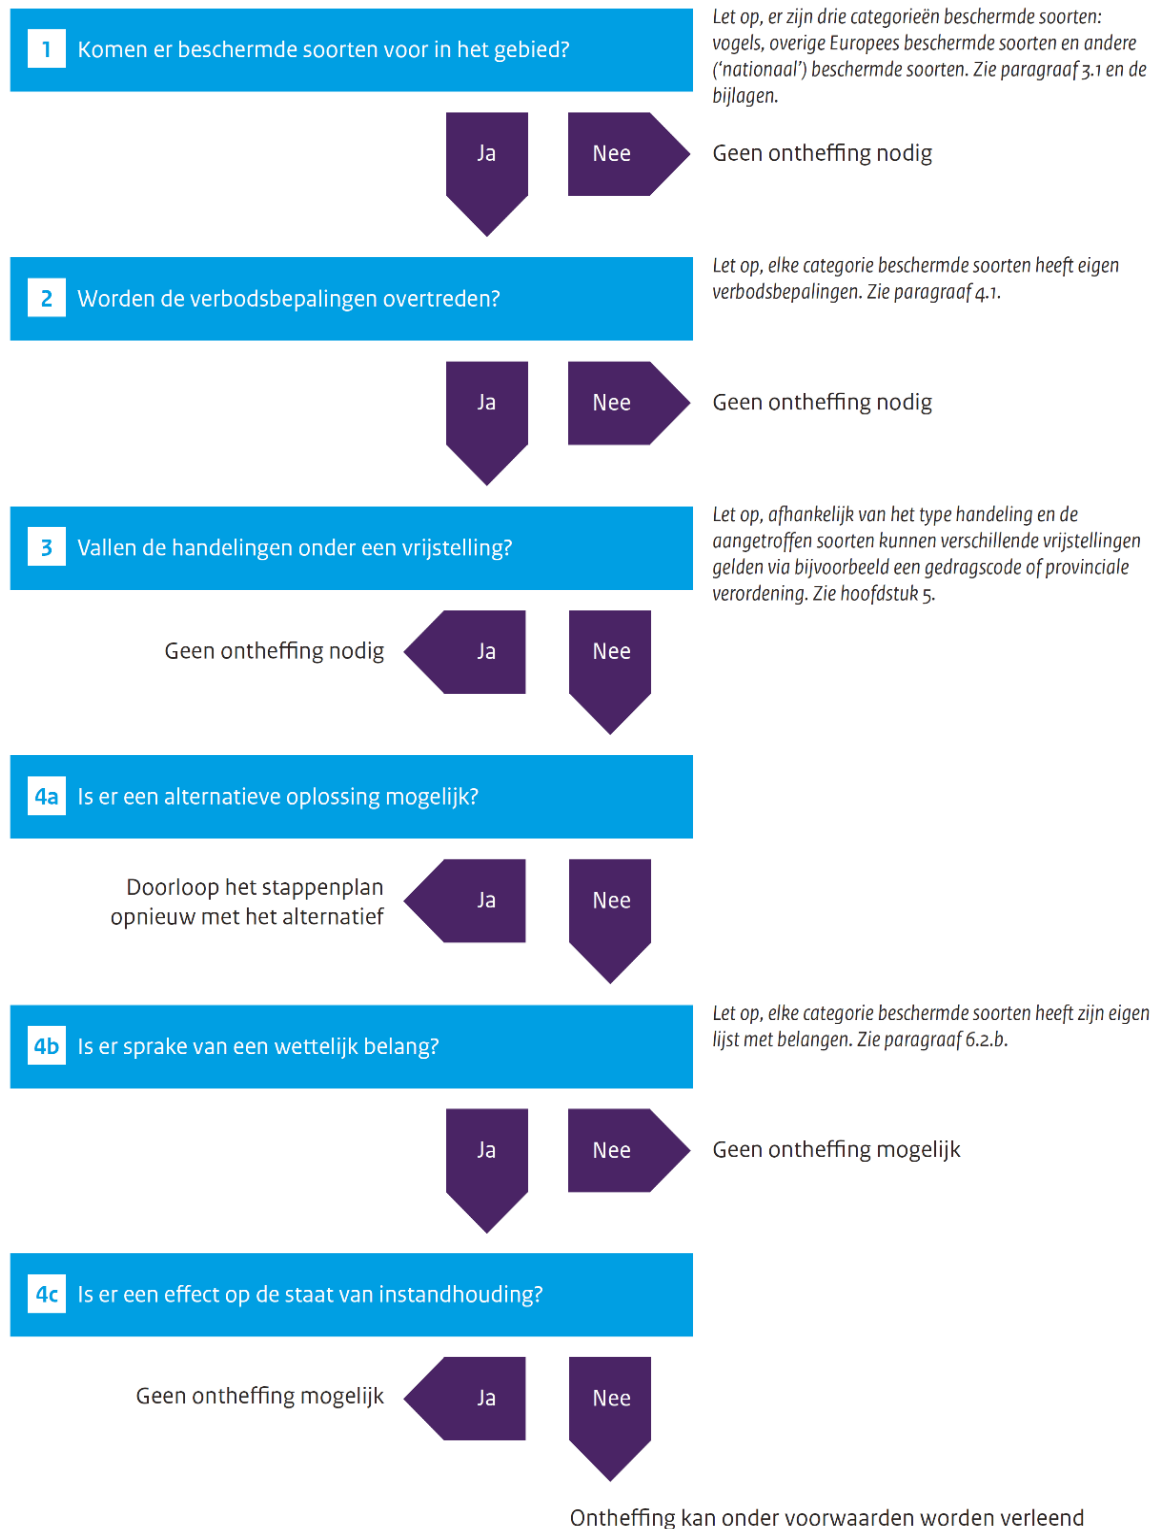 1 Komen er beschermde soorten voor in het gebied?
Let op, er zijn drie categorieën beschermde soorten:
vogels, overige Europees beschermde soorten en andere
(‘nationaal’) beschermde soorten. Zie paragraaf 3.1 en de
bijlagen.
Ja
Nee
Geen ontheffing nodig
2 Worden de verbodsbepalingen overtreden?
Let op, elke categorie beschermde soorten heeft eigen
verbodsbepalingen. Zie paragraaf 4.1.
Ja
Nee
Geen ontheffing nodig
3 Vallen de handelingen onder een vrijstelling?
Let op, afhankelijk van het type handeling en de
aangetroffen soorten kunnen verschillende vrijstellingen
gelden via bijvoorbeeld een gedragscode of provinciale
verordening. Zie hoofdstuk 5.
Geen ontheffing nodig
Ja
Nee
4a Is er een alternatieve oplossing mogelijk?
Doorloop het stappenplan
opnieuw met het alternatief
Ja
Nee
4b Is er sprake van een wettelijk belang?
Let op, elke categorie beschermde soorten heeft zijn eigen
lijst met belangen. Zie paragraaf 6.2.b.
Ja
Nee
Geen ontheffing mogelijk
4c Is er een effect op de staat van instandhouding?
Geen ontheffing mogelijk
Ja
Nee
Ontheffing kan onder voorwaarden worden verleend